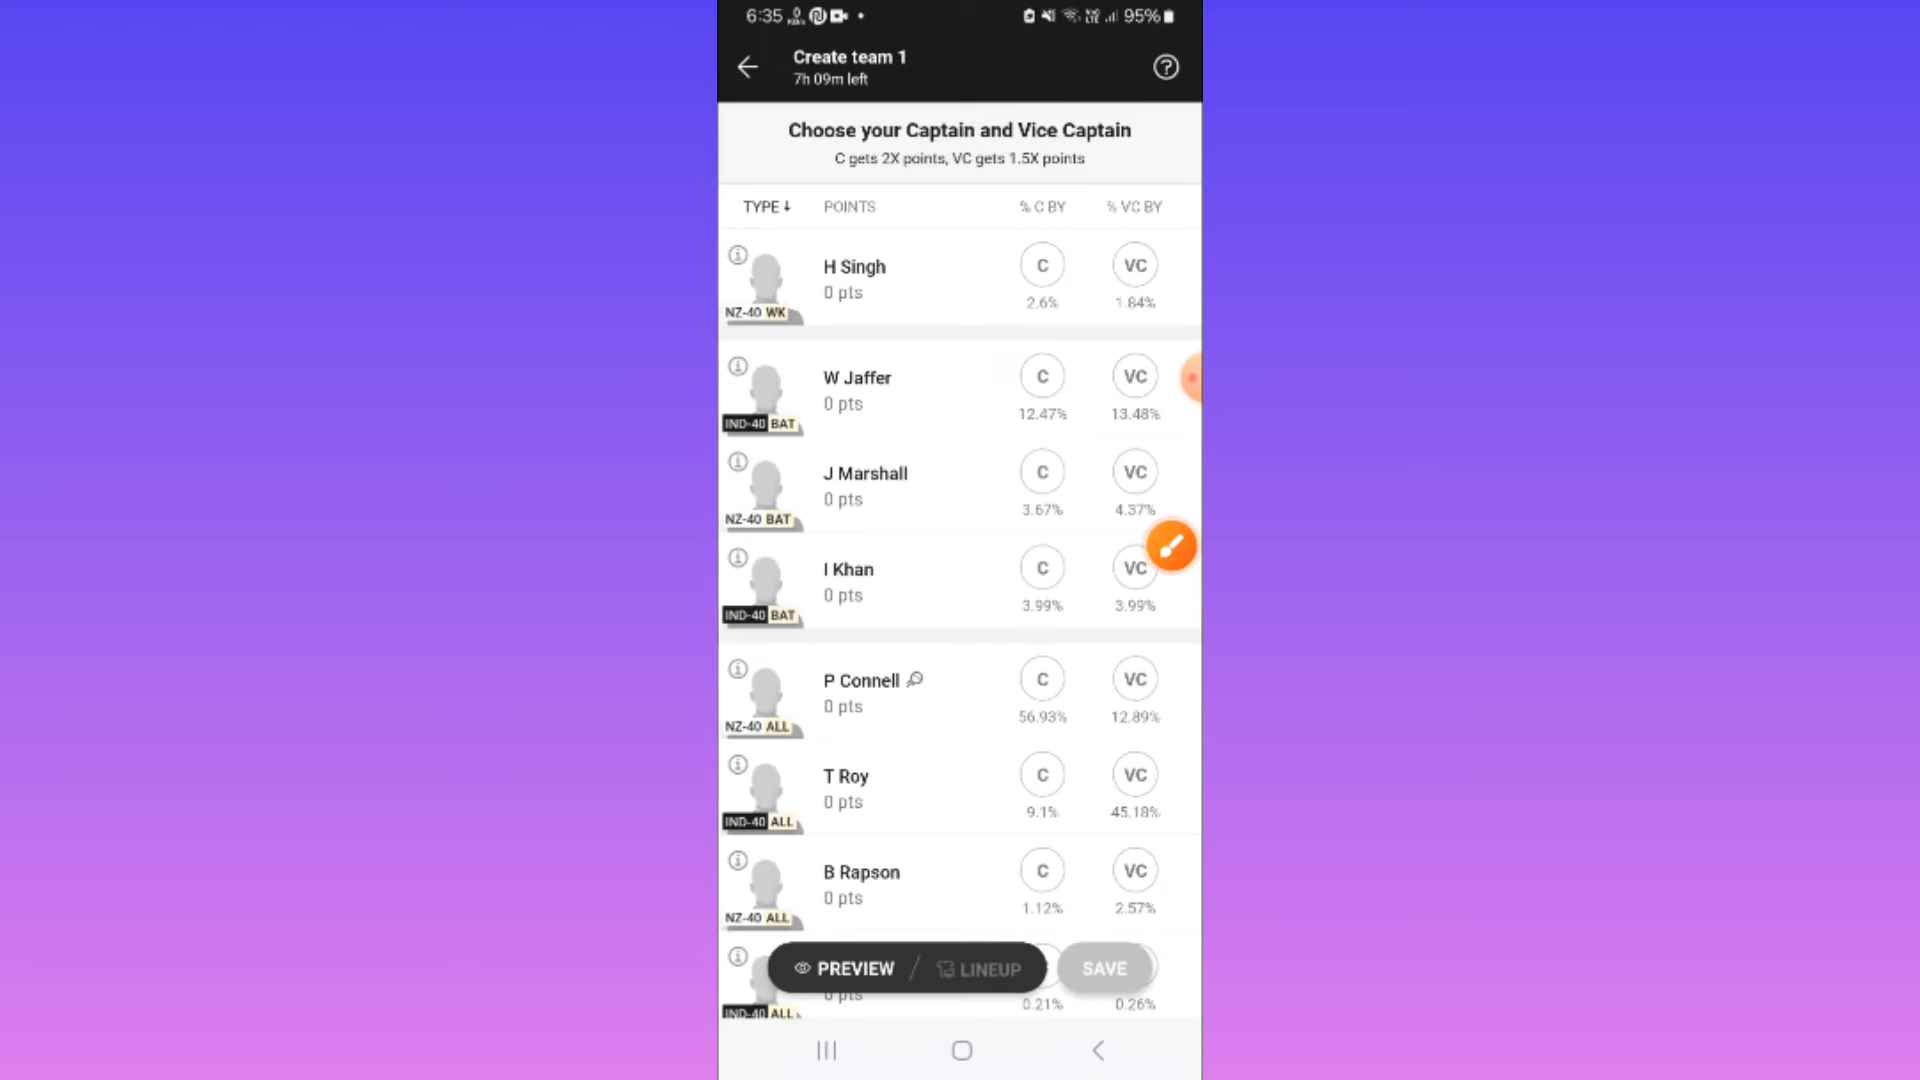 6:35 95%
Create team 1
7h 09m left
Choose your Captain and Vice Captain
C gets 2X points, VC gets 1.5X points
TYPE POINTS % C BY % VC BY
H Singh C VC
0 pts 2.6% 1.84%
NZ-40 WK
W Jaffer C VC
0 pts 12.47% 13.48%
IND-40 BAT
J Marshall C VC
0 pts 3.67% 4.37%
NZ-40 BAT
I Khan C VC
0 pts 3.99% 3.99%
IND-40 BAT
P Connell C VC
0 pts 56.93% 12.89%
NZ-40 ALL
T Roy C VC
0 pts 9.1% 45.18%
IND-40 ALL
B Rapson C VC
0 pts 1.12% 2.57%
NZ-40 ALL
PREVIEW / LINEUP SAVE
0 pts 0.21% 0.26%
IND-40 ALL